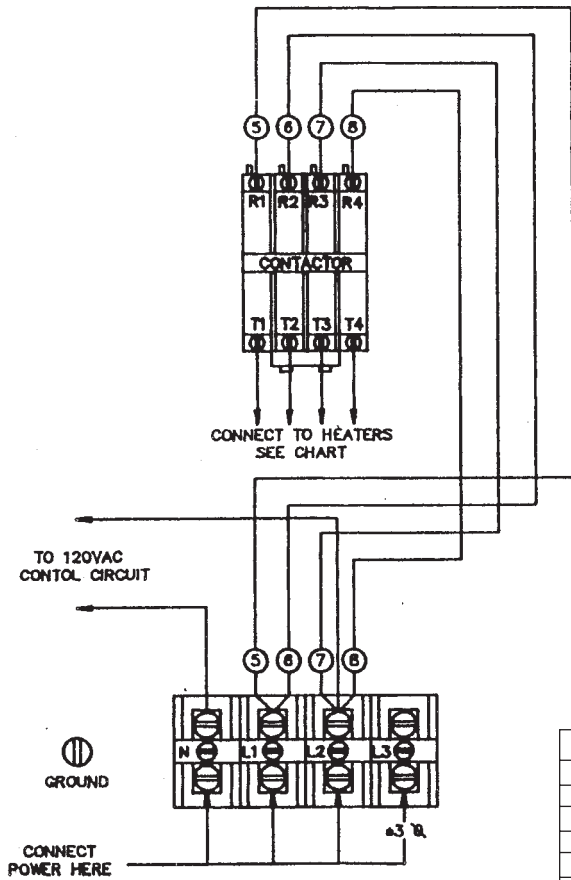 5 6 7 8
R1 R2 R3 R4
CONTACTOR
T1 T2 T3 T4
CONNECT TO HEATERS
SEE CHART
TO 120VAC
CONTOL CIRCUIT
5 6 7 8
N L1 L2 L3
GROUND
CONNECT
POWER HERE